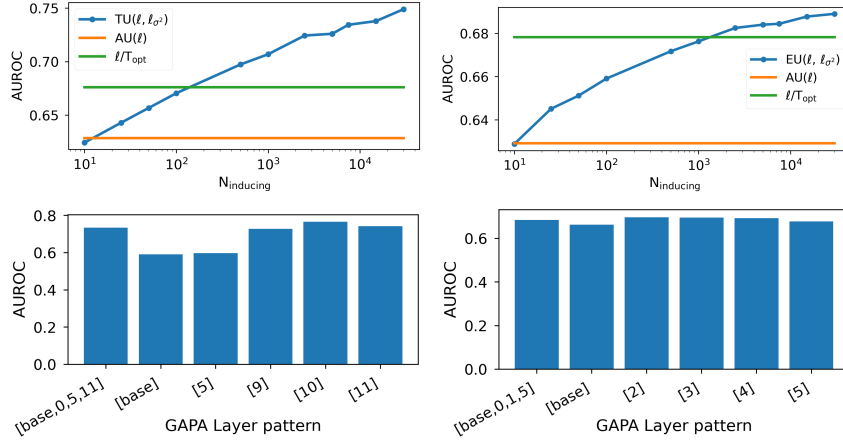 0.75
0.70
0.65
AUROC
TU(ℓ, ℓσ²)
AU(ℓ)
ℓ/Topt
10¹
10²
10³
10⁴
Ninducing
0.68
0.66
0.64
AUROC
EU(ℓ, ℓσ²)
AU(ℓ)
ℓ/Topt
10¹
10²
10³
10⁴
Ninducing
0.8
0.6
0.4
0.2
0.0
AUROC
[base,0,5,11]
[base]
[5]
[9]
[10]
[11]
GAPA Layer pattern
0.6
0.4
0.2
0.0
AUROC
[base,0,1,5]
[base]
[2]
[3]
[4]
[5]
GAPA Layer pattern